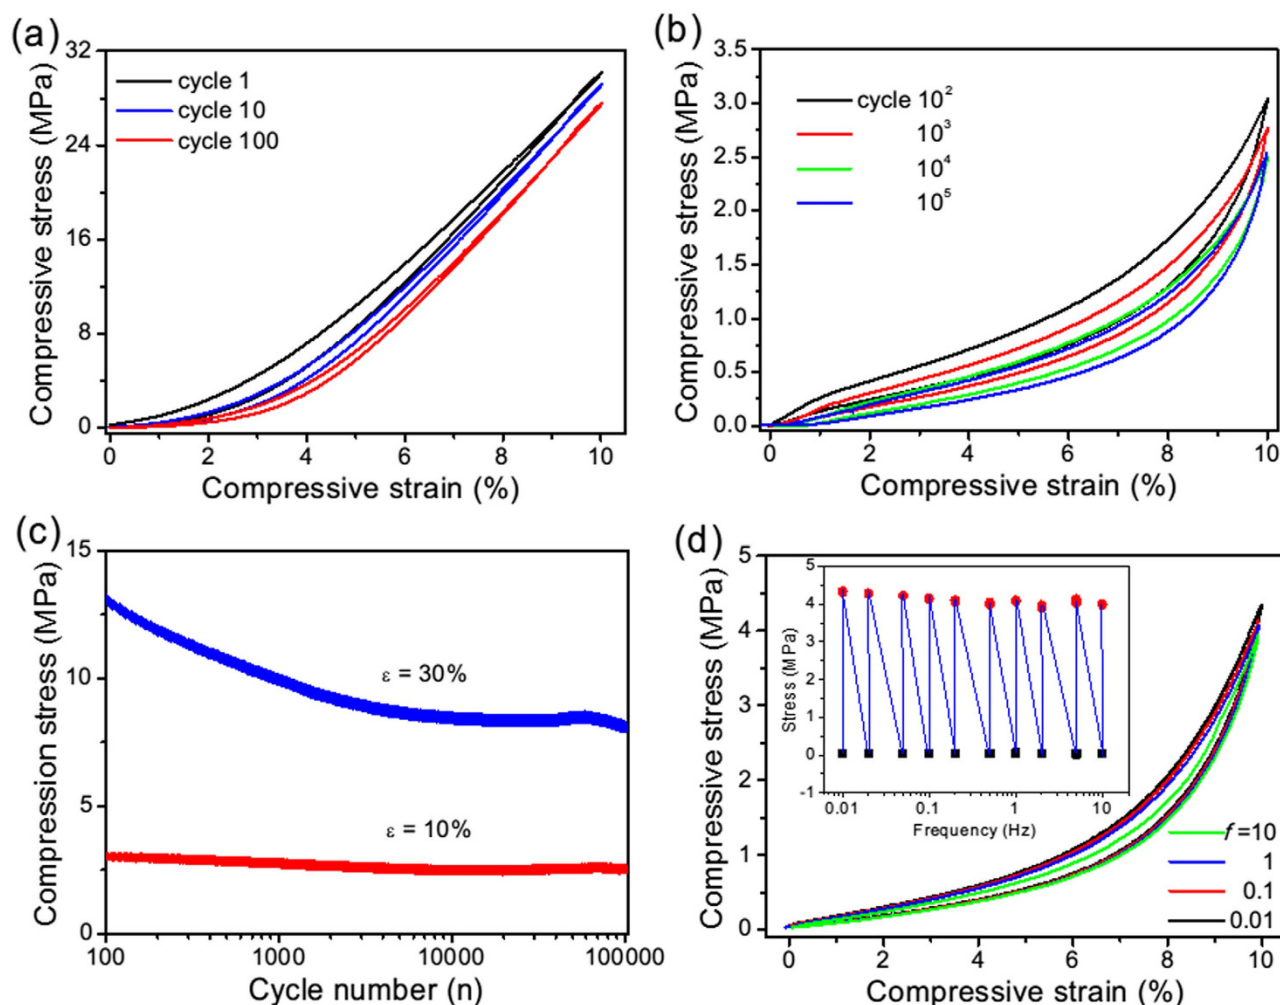 (a)
Compressive stress (MPa)
32
24
16
8
0
cycle 1
cycle 10
cycle 100
0 2 4 6 8 10
Compressive strain (%)
(b)
Compressive stress (MPa)
3.5
3.0
2.5
2.0
1.5
1.0
0.5
0.0
cycle 10²
10³
10⁴
10⁵
0 2 4 6 8 10
Compressive strain (%)
(c)
Compression stress (MPa)
15
10
5
0
ε = 30%
ε = 10%
100 1000 10000 100000
Cycle number (n)
(d)
Compressive stress (MPa)
5
4
3
2
1
0
Stress (MPa)
5
4
3
2
1
0
-1
0.01 0.1 1 10
Frequency (Hz)
f=10
1
0.1
0.01
0 2 4 6 8 10
Compressive strain (%)